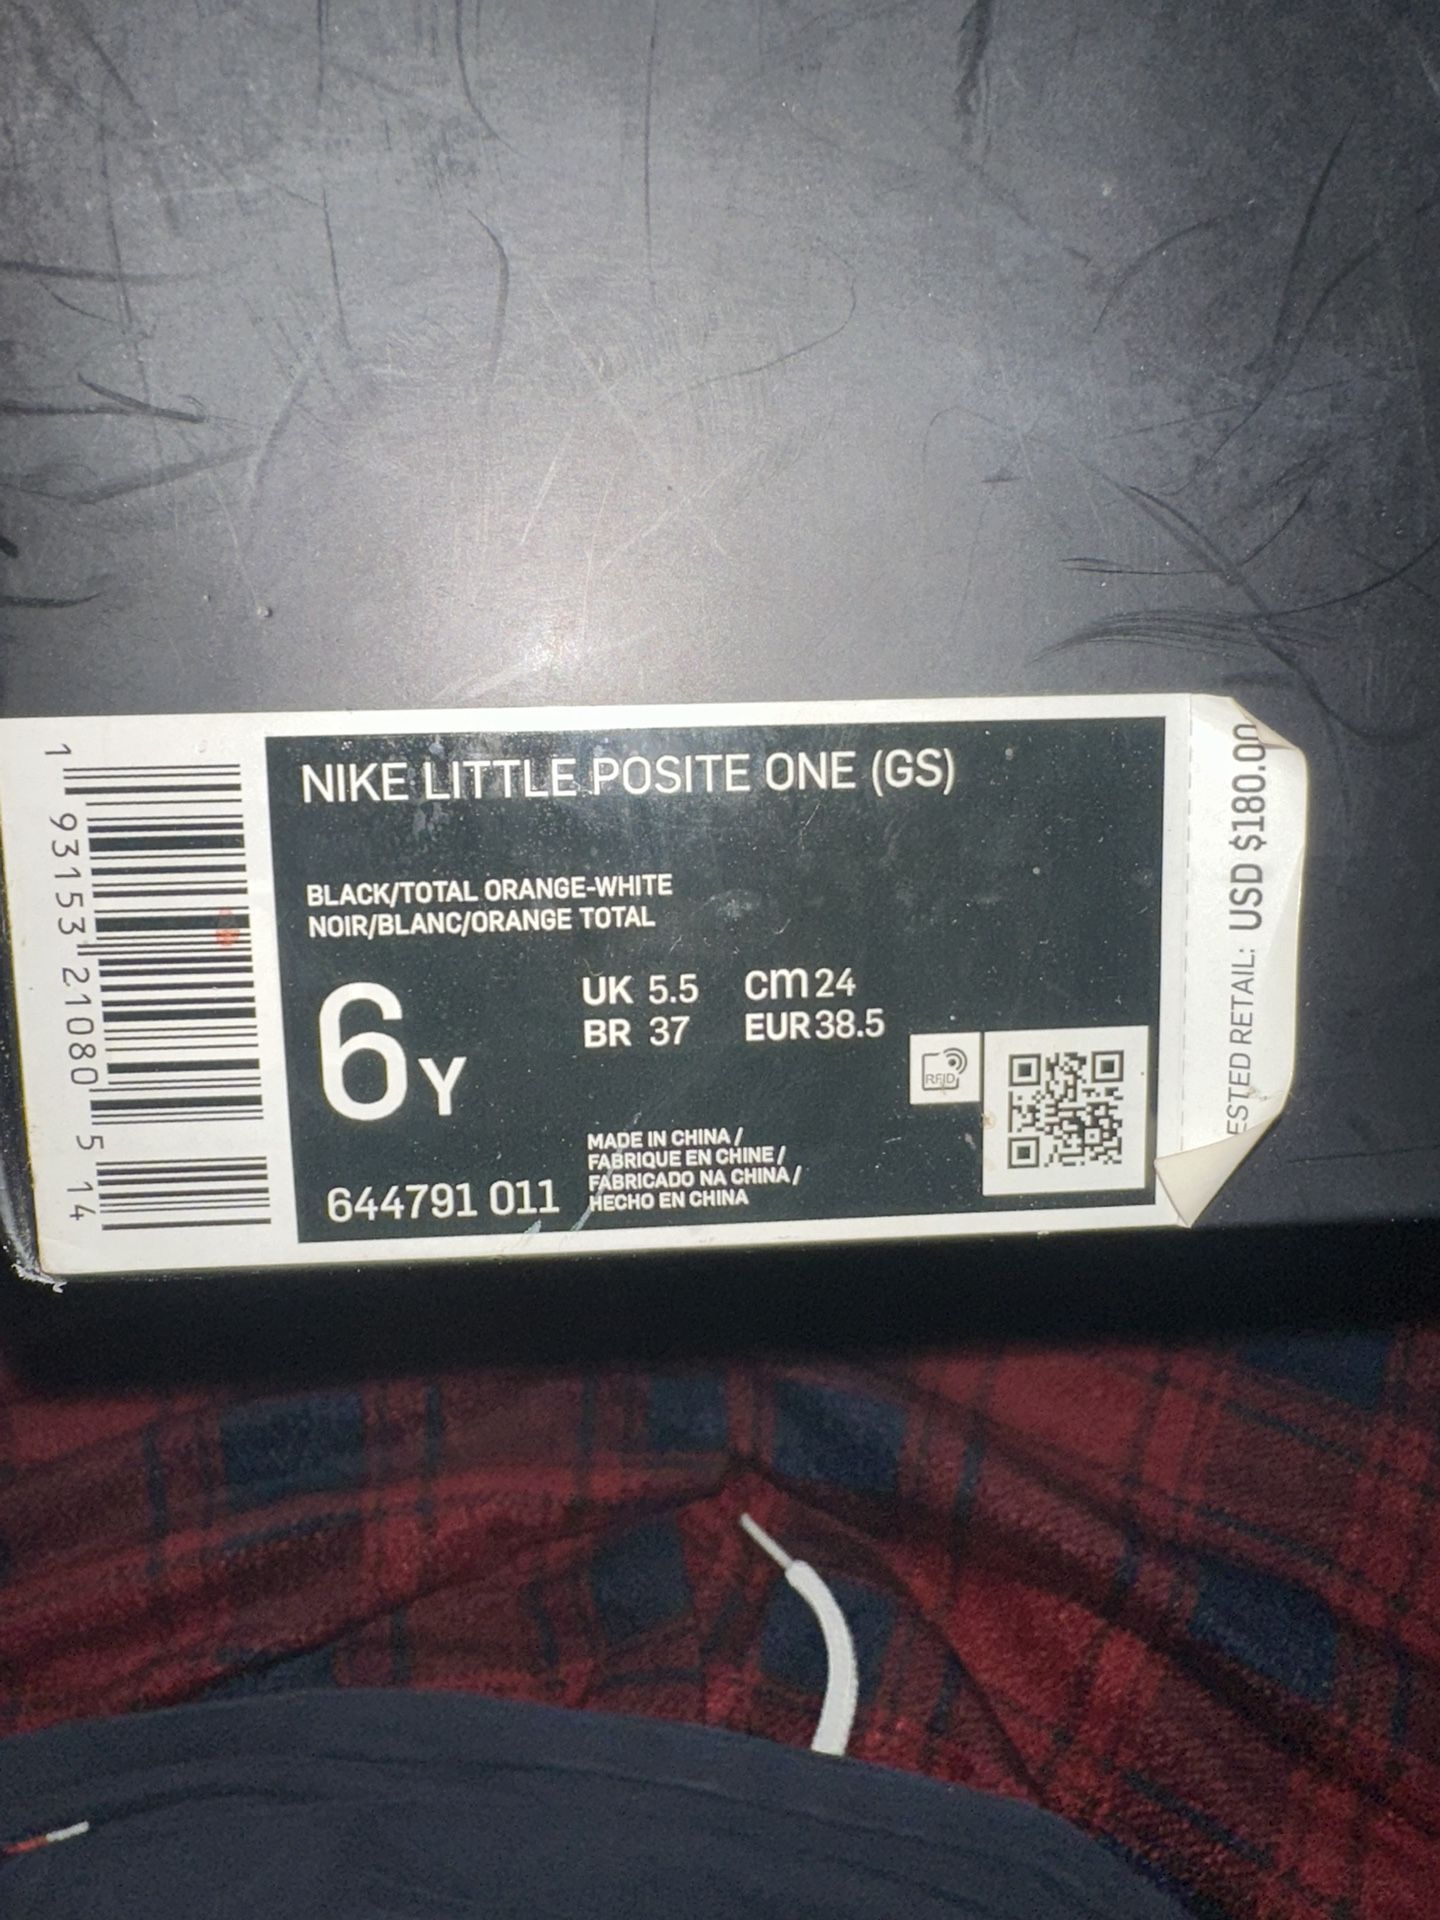 NIKE LITTLE POSITE ONE (GS)
BLACK/TOTAL ORANGE-WHITE
NOIR/BLANC/ORANGE TOTAL
6Y
UK 5.5 cm 24
BR 37 EUR 38.5
RFID
644791 011
MADE IN CHINA /
FABRIQUE EN CHINE /
FABRICADO NA CHINA /
HECHO EN CHINA
1 93153 21080 5 14
ESTED RETAIL: USD $180.00